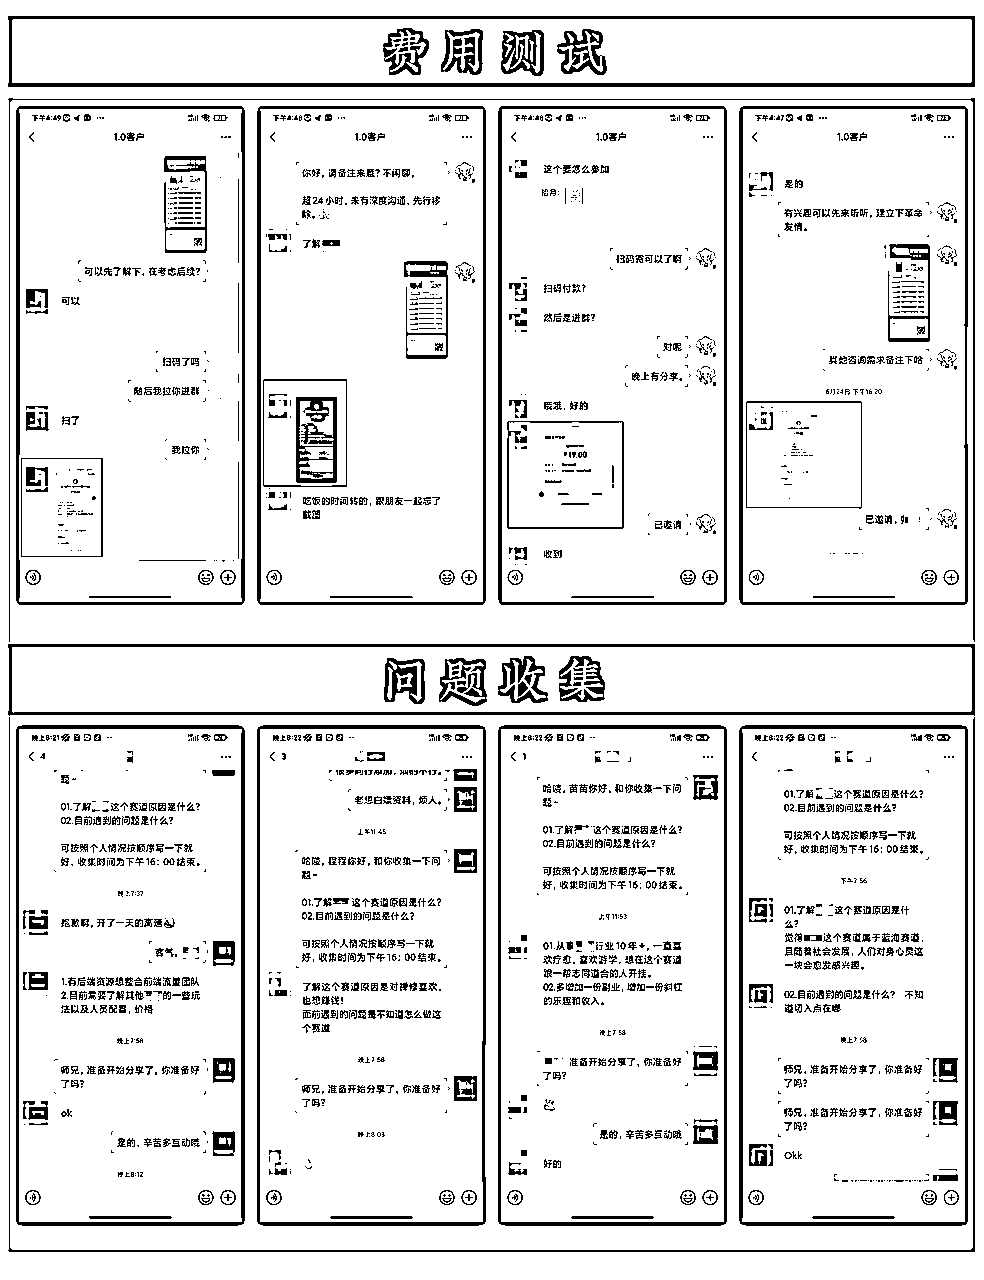 费用测试
下午4:49
1.0客户
可以先了解下，在考虑后续？
可以
扫码了吗
随后我拉你进群
扫了
我拉你
下午4:48
1.0客户
你好，请备注来意？不闲聊，
超24小时，未有深度沟通，先行移
除。
了解
吃饭的时间转的，跟朋友一起忘了
截图
下午4:48
1.0客户
这个要怎么参加
扫码需可以了啊
扫码付款？
然后是进群？
对呢
晚上有分享。
哦哦，好的
¥19.00
已邀请
收到
下午4:47
1.0客户
是的
有兴趣可以先来听听，建立下革命
友情。
其她咨询需求备注下哈
6月24日 下午16:20
已邀请，
问题收集
晚上8:21
4
题~
01.了解 这个赛道原因是什么？
02.目前遇到的问题是什么？
可按照个人情况按顺序写一下就
好，收集时间为下午16：00结束。
晚上7:37
抱歉啊，开了一天的高速
客气，
1.有后端资源想整合前端流量团队
2.目前需要了解其他 的一些玩
法以及人员配置，价格
晚上7:58
师兄，准备开始分享了，你准备好
了吗？
ok
是的，辛苦多互动哦
晚上8:12
晚上8:22
3
老想白嫖资料，烦人。
上午11:45
哈喽，程程你好，和你收集一下问
题~
01.了解 这个赛道原因是什么？
02.目前遇到的问题是什么？
可按照个人情况按顺序写一下就
好，收集时间为下午16：00结束。
了解这个赛道原因是对禅修喜欢，
也想赚钱！
面前遇到的问题是不知道怎么做这
个赛道
晚上7:58
师兄，准备开始分享了，你准备好
了吗？
晚上8:03
晚上8:22
1
哈喽，苗苗你好，和你收集一下问
题~
01.了解 这个赛道原因是什么？
02.目前遇到的问题是什么？
可按照个人情况按顺序写一下就
好，收集时间为下午16：00结束。
上午11:53
01.从事 行业10年+，一直喜
欢疗愈，喜欢游学，想在这个赛道
跟一帮志同道合的人开挂。
02.多增加一份副业，增加一份斜杠
的乐趣和收入。
晚上7:58
准备开始分享了，你准备好
了吗？
是的，辛苦多互动哦
好的
晚上8:22
01.了解 这个赛道原因是什么？
02.目前遇到的问题是什么？
可按照个人情况按顺序写一下就
好，收集时间为下午16：00结束。
下午2:56
01.了解 这个赛道原因是什
么？
觉得 这个赛道属于蓝海赛道，
且随着社会发展，人们对身心灵这
一块会愈发感兴趣。
02.目前遇到的问题是什么？ 不知
道切入点在哪
晚上7:58
师兄，准备开始分享了，你准备好
了吗？
师兄，准备开始分享了，你准备好
了吗？
Okk